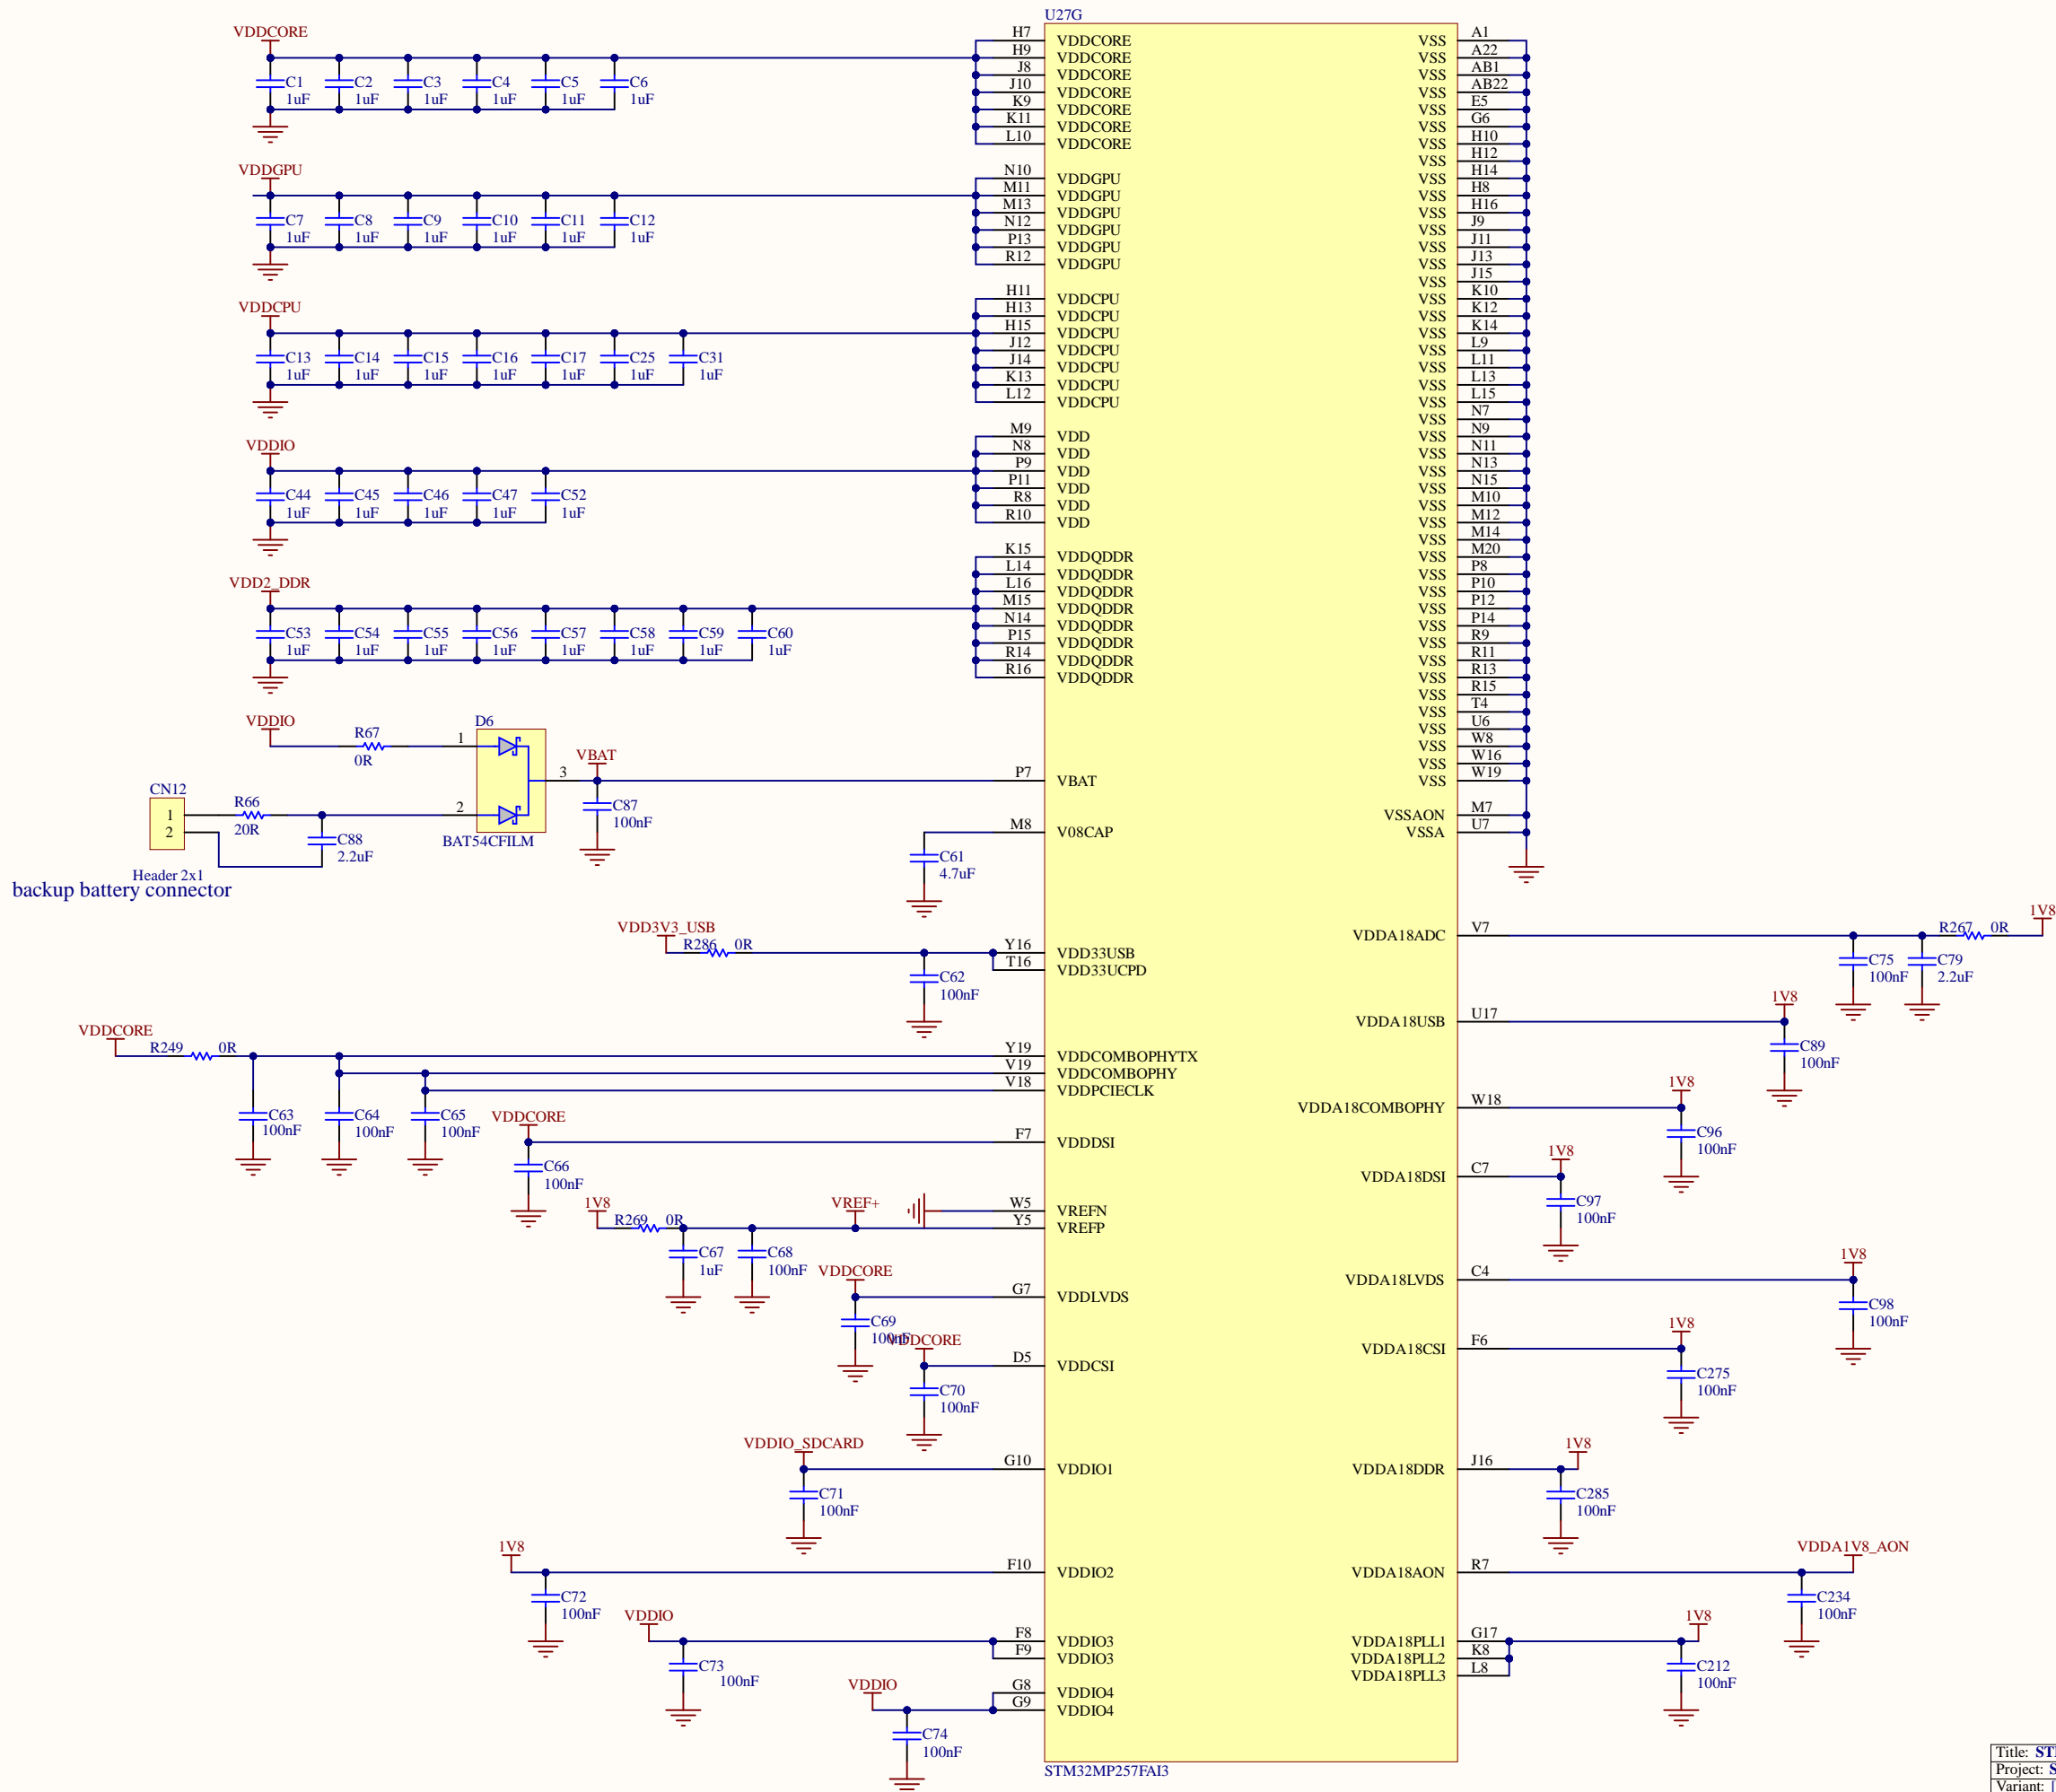 U27G
VDDCORE
C1 C2 C3 C4 C5 C6
1uF 1uF 1uF 1uF 1uF 1uF
VDDGPU
C7 C8 C9 C10 C11 C12
1uF 1uF 1uF 1uF 1uF 1uF
VDDCPU
C13 C14 C15 C16 C17 C25 C31
1uF 1uF 1uF 1uF 1uF 1uF 1uF
VDDIO
C44 C45 C46 C47 C52
1uF 1uF 1uF 1uF 1uF
VDD2_DDR
C53 C54 C55 C56 C57 C58 C59 C60
1uF 1uF 1uF 1uF 1uF 1uF 1uF 1uF
VDDIO
R67
0R
D6
1
2
3
BAT54CFILM
VBAT
C87
100nF
CN12
1
2
Header 2x1
R66
20R
C88
2.2uF
backup battery connector
C61
4.7uF
VDD3V3_USB
R286 0R
C62
100nF
VDDCORE
R249 0R
C63
100nF
C64
100nF
C65
100nF
VDDCORE
C66
100nF
1V8
R269 0R
VREF+
C67
1uF
C68
100nF
VDDCORE
C69
100nF
VDDCORE
C70
100nF
VDDIO_SDCARD
C71
100nF
1V8
C72
100nF
VDDIO
C73
100nF
VDDIO
C74
100nF
H7 VDDCORE
H9 VDDCORE
J8 VDDCORE
J10 VDDCORE
K9 VDDCORE
K11 VDDCORE
L10 VDDCORE
N10 VDDGPU
M11 VDDGPU
M13 VDDGPU
N12 VDDGPU
P13 VDDGPU
R12 VDDGPU
H11 VDDCPU
H13 VDDCPU
H15 VDDCPU
J12 VDDCPU
J14 VDDCPU
K13 VDDCPU
L12 VDDCPU
M9 VDD
N8 VDD
P9 VDD
P11 VDD
R8 VDD
R10 VDD
K15 VDDQDDR
L14 VDDQDDR
L16 VDDQDDR
M15 VDDQDDR
N14 VDDQDDR
P15 VDDQDDR
R14 VDDQDDR
R16 VDDQDDR
P7 VBAT
M8 V08CAP
Y16 VDD33USB
T16 VDD33UCPD
Y19 VDDCOMBOPHYTX
V19 VDDCOMBOPHY
V18 VDDPCIECLK
F7 VDDDSI
W5 VREFN
Y5 VREFP
G7 VDDLVDS
D5 VDDCSI
G10 VDDIO1
F10 VDDIO2
F8 VDDIO3
F9 VDDIO3
G8 VDDIO4
G9 VDDIO4
STM32MP257FAI3
VSS A1
VSS A22
VSS AB1
VSS AB22
VSS E5
VSS G6
VSS H10
VSS H12
VSS H14
VSS H8
VSS H16
VSS J9
VSS J11
VSS J13
VSS J15
VSS K10
VSS K12
VSS K14
VSS L9
VSS L11
VSS L13
VSS L15
VSS N7
VSS N9
VSS N11
VSS N13
VSS N15
VSS M10
VSS M12
VSS M14
VSS M20
VSS P8
VSS P10
VSS P12
VSS P14
VSS R9
VSS R11
VSS R13
VSS R15
VSS T4
VSS U6
VSS W8
VSS W16
VSS W19
VSSAON M7
VSSA U7
VDDA18ADC V7
VDDA18USB U17
VDDA18COMBOPHY W18
VDDA18DSI C7
VDDA18LVDS C4
VDDA18CSI F6
VDDA18DDR J16
VDDA18AON R7
VDDA18PLL1 G17
VDDA18PLL2 K8
VDDA18PLL3 L8
R267 0R
1V8
C75
100nF
C79
2.2uF
1V8
C89
100nF
1V8
C96
100nF
1V8
C97
100nF
1V8
C98
100nF
1V8
C275
100nF
1V8
C285
100nF
VDDA1V8_AON
C234
100nF
1V8
C212
100nF
Title:
Project:
Variant: